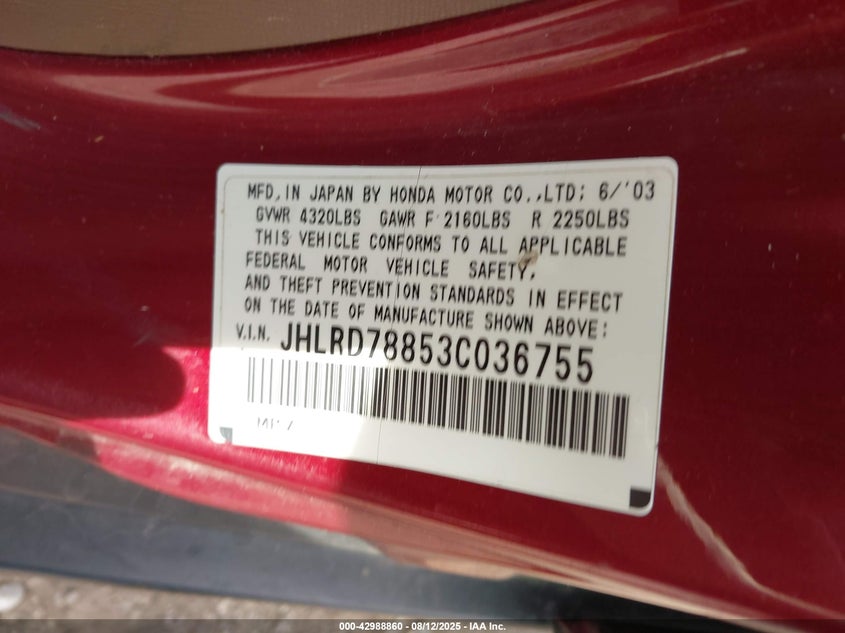 MFD. IN JAPAN BY HONDA MOTOR CO.,LTD; 6/'03
GVWR 4320LBS GAWR F 2160LBS R 2250LBS
THIS VEHICLE CONFORMS TO ALL APPLICABLE
FEDERAL MOTOR VEHICLE SAFETY,
AND THEFT PREVENTION STANDARDS IN EFFECT
ON THE DATE OF MANUFACTURE SHOWN ABOVE:
V.I.N. JHLRD78853C036755
000-42988860 - 08/12/2025 - IAA Inc.